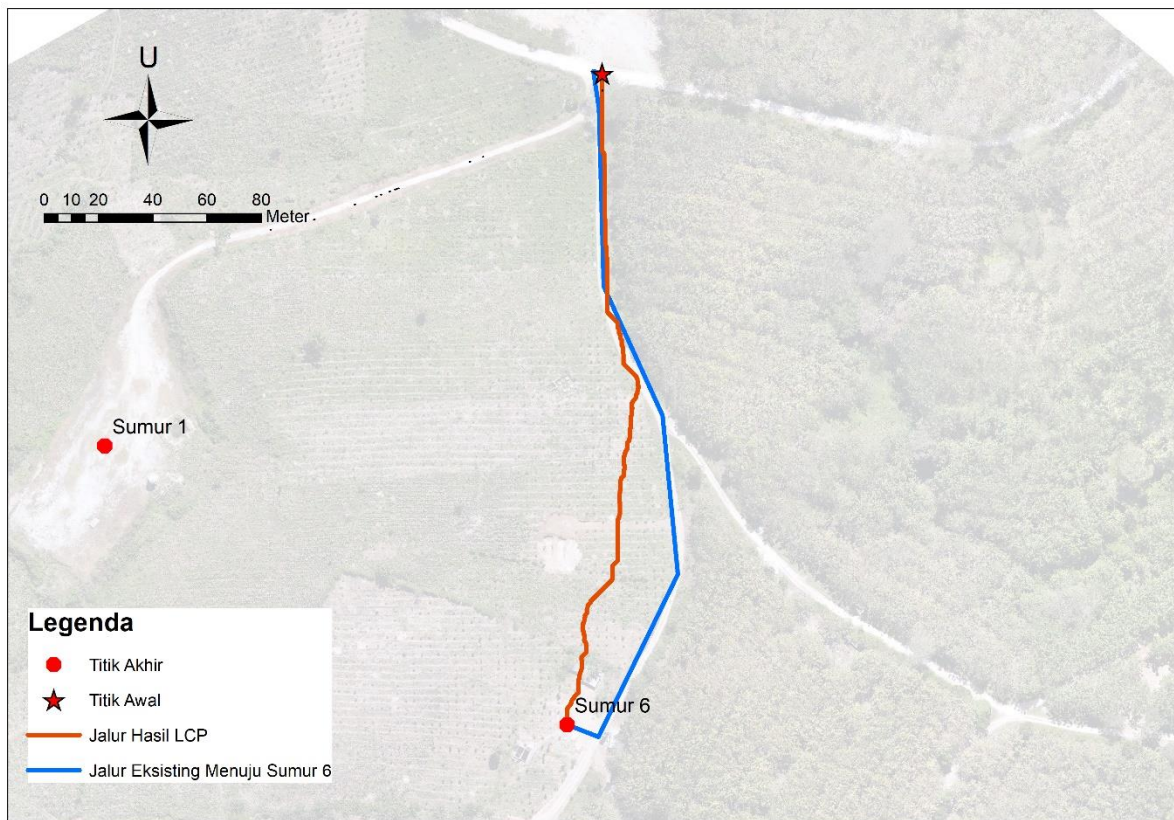 U
0 10 20 40 60 80
Meter
Sumur 1
Sumur 6
Legenda
Titik Akhir
Titik Awal
Jalur Hasil LCP
Jalur Eksisting Menuju Sumur 6